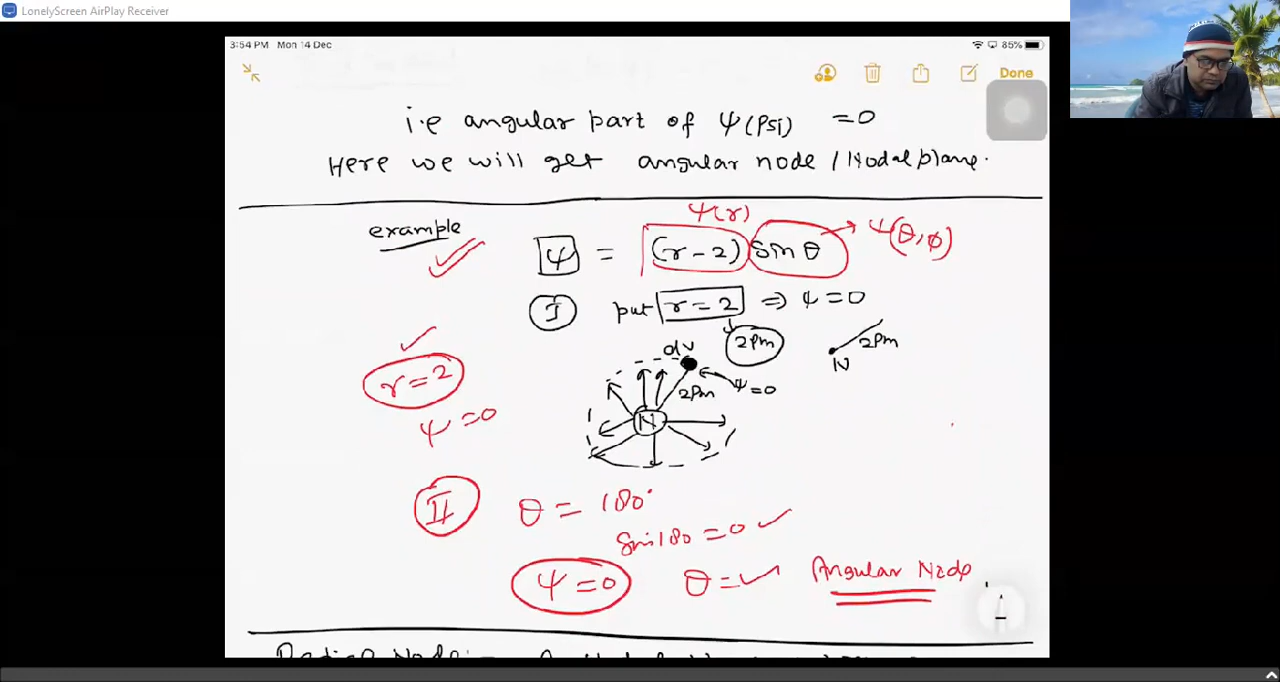 LonelyScreen AirPlay Receiver
3:54 PM Mon 14 Dec
85%
Done
i.e angular part of Ψ(Psi) =0
Here we will get angular node / Nodal plane.
Ψ(r)
example Ψ = (r-2) sin θ → Ψ(θ,φ)
I put r=2 ⇒ Ψ=0
2Pm
2Pm
N
dv
r=2
2Pm Ψ=0
Ψ=0
N
II θ = 180°
Sin180 =0 ✓
Ψ=0 θ=✓ Angular Node